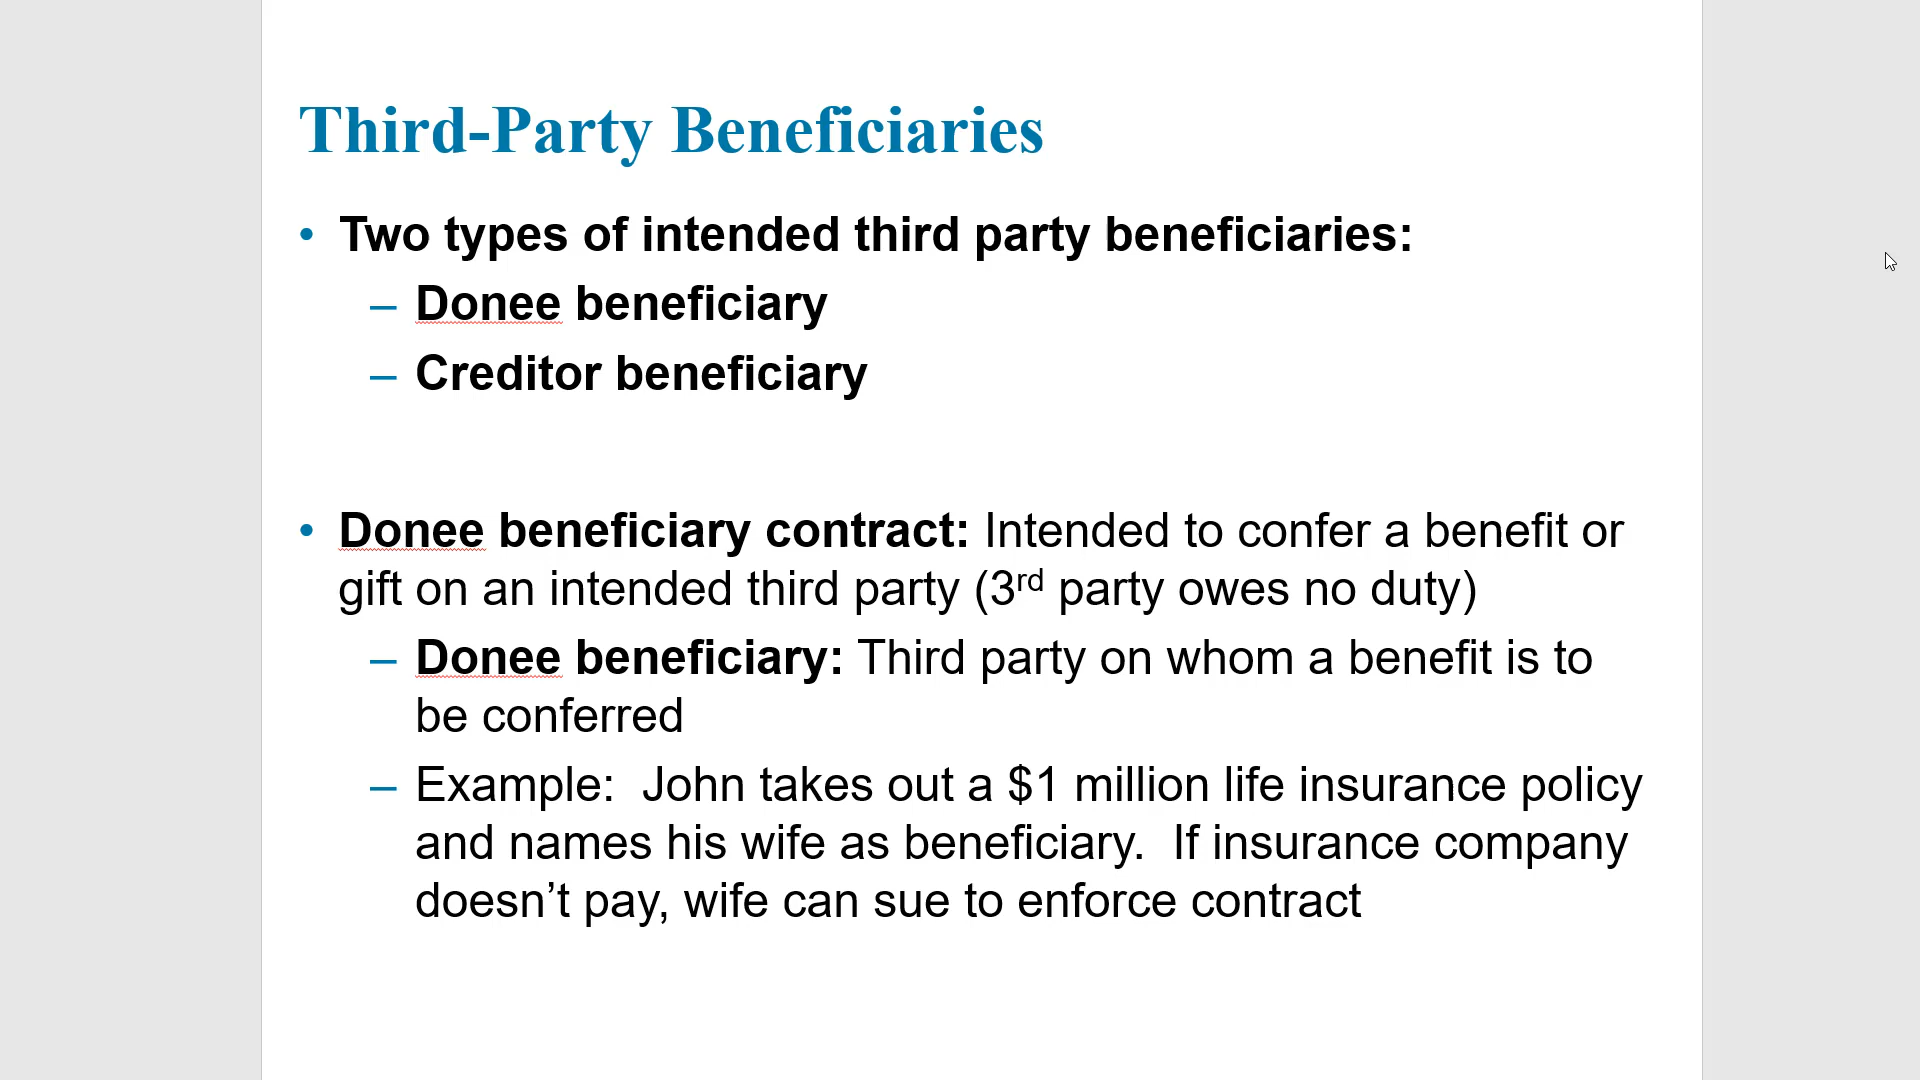 Third-Party Beneficiaries
• Two types of intended third party beneficiaries:
– Donee beneficiary
– Creditor beneficiary
• Donee beneficiary contract: Intended to confer a benefit or
gift on an intended third party (3rd party owes no duty)
– Donee beneficiary: Third party on whom a benefit is to
be conferred
– Example:  John takes out a $1 million life insurance policy
and names his wife as beneficiary.  If insurance company
doesn’t pay, wife can sue to enforce contract